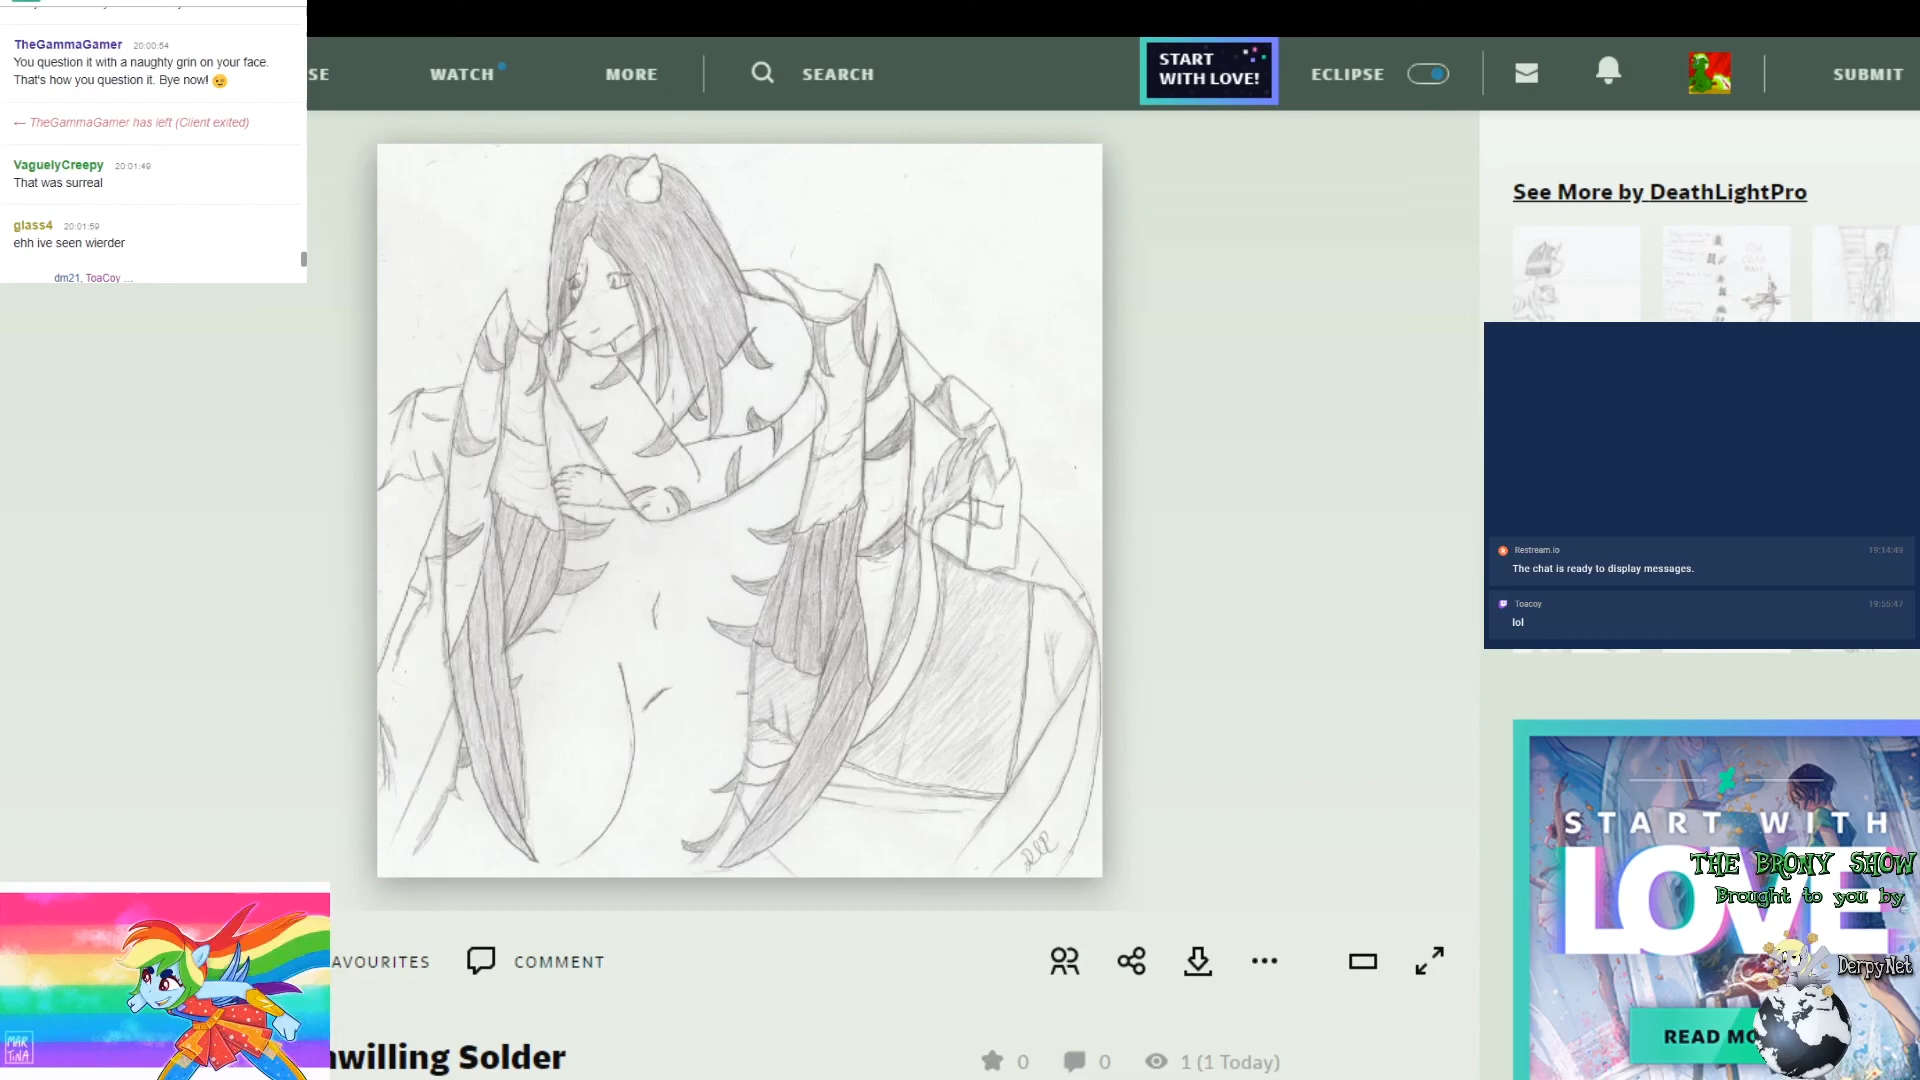 TheGammaGamer 20:00:54
You question it with a naughty grin on your face.
That's how you question it. Bye now!
← TheGammaGamer has left (Client exited)
VaguelyCreepy 20:01:49
That was surreal
glass4 20:01:59
ehh ive seen wierder
dm21, ToaCoy ...
SE
WATCH
MORE
SEARCH
START
WITH LOVE!
ECLIPSE
SUBMIT
See More by DeathLightPro
Restream.io 19:14:49
The chat is ready to display messages.
Toacoy 19:55:47
lol
START WITH
LOVE
THE BRONY SHOW
Brought to you by
DerpyNet
READ MO
MAR
TINA
AVOURITES
COMMENT
nwilling Solder
0
0
1 (1 Today)